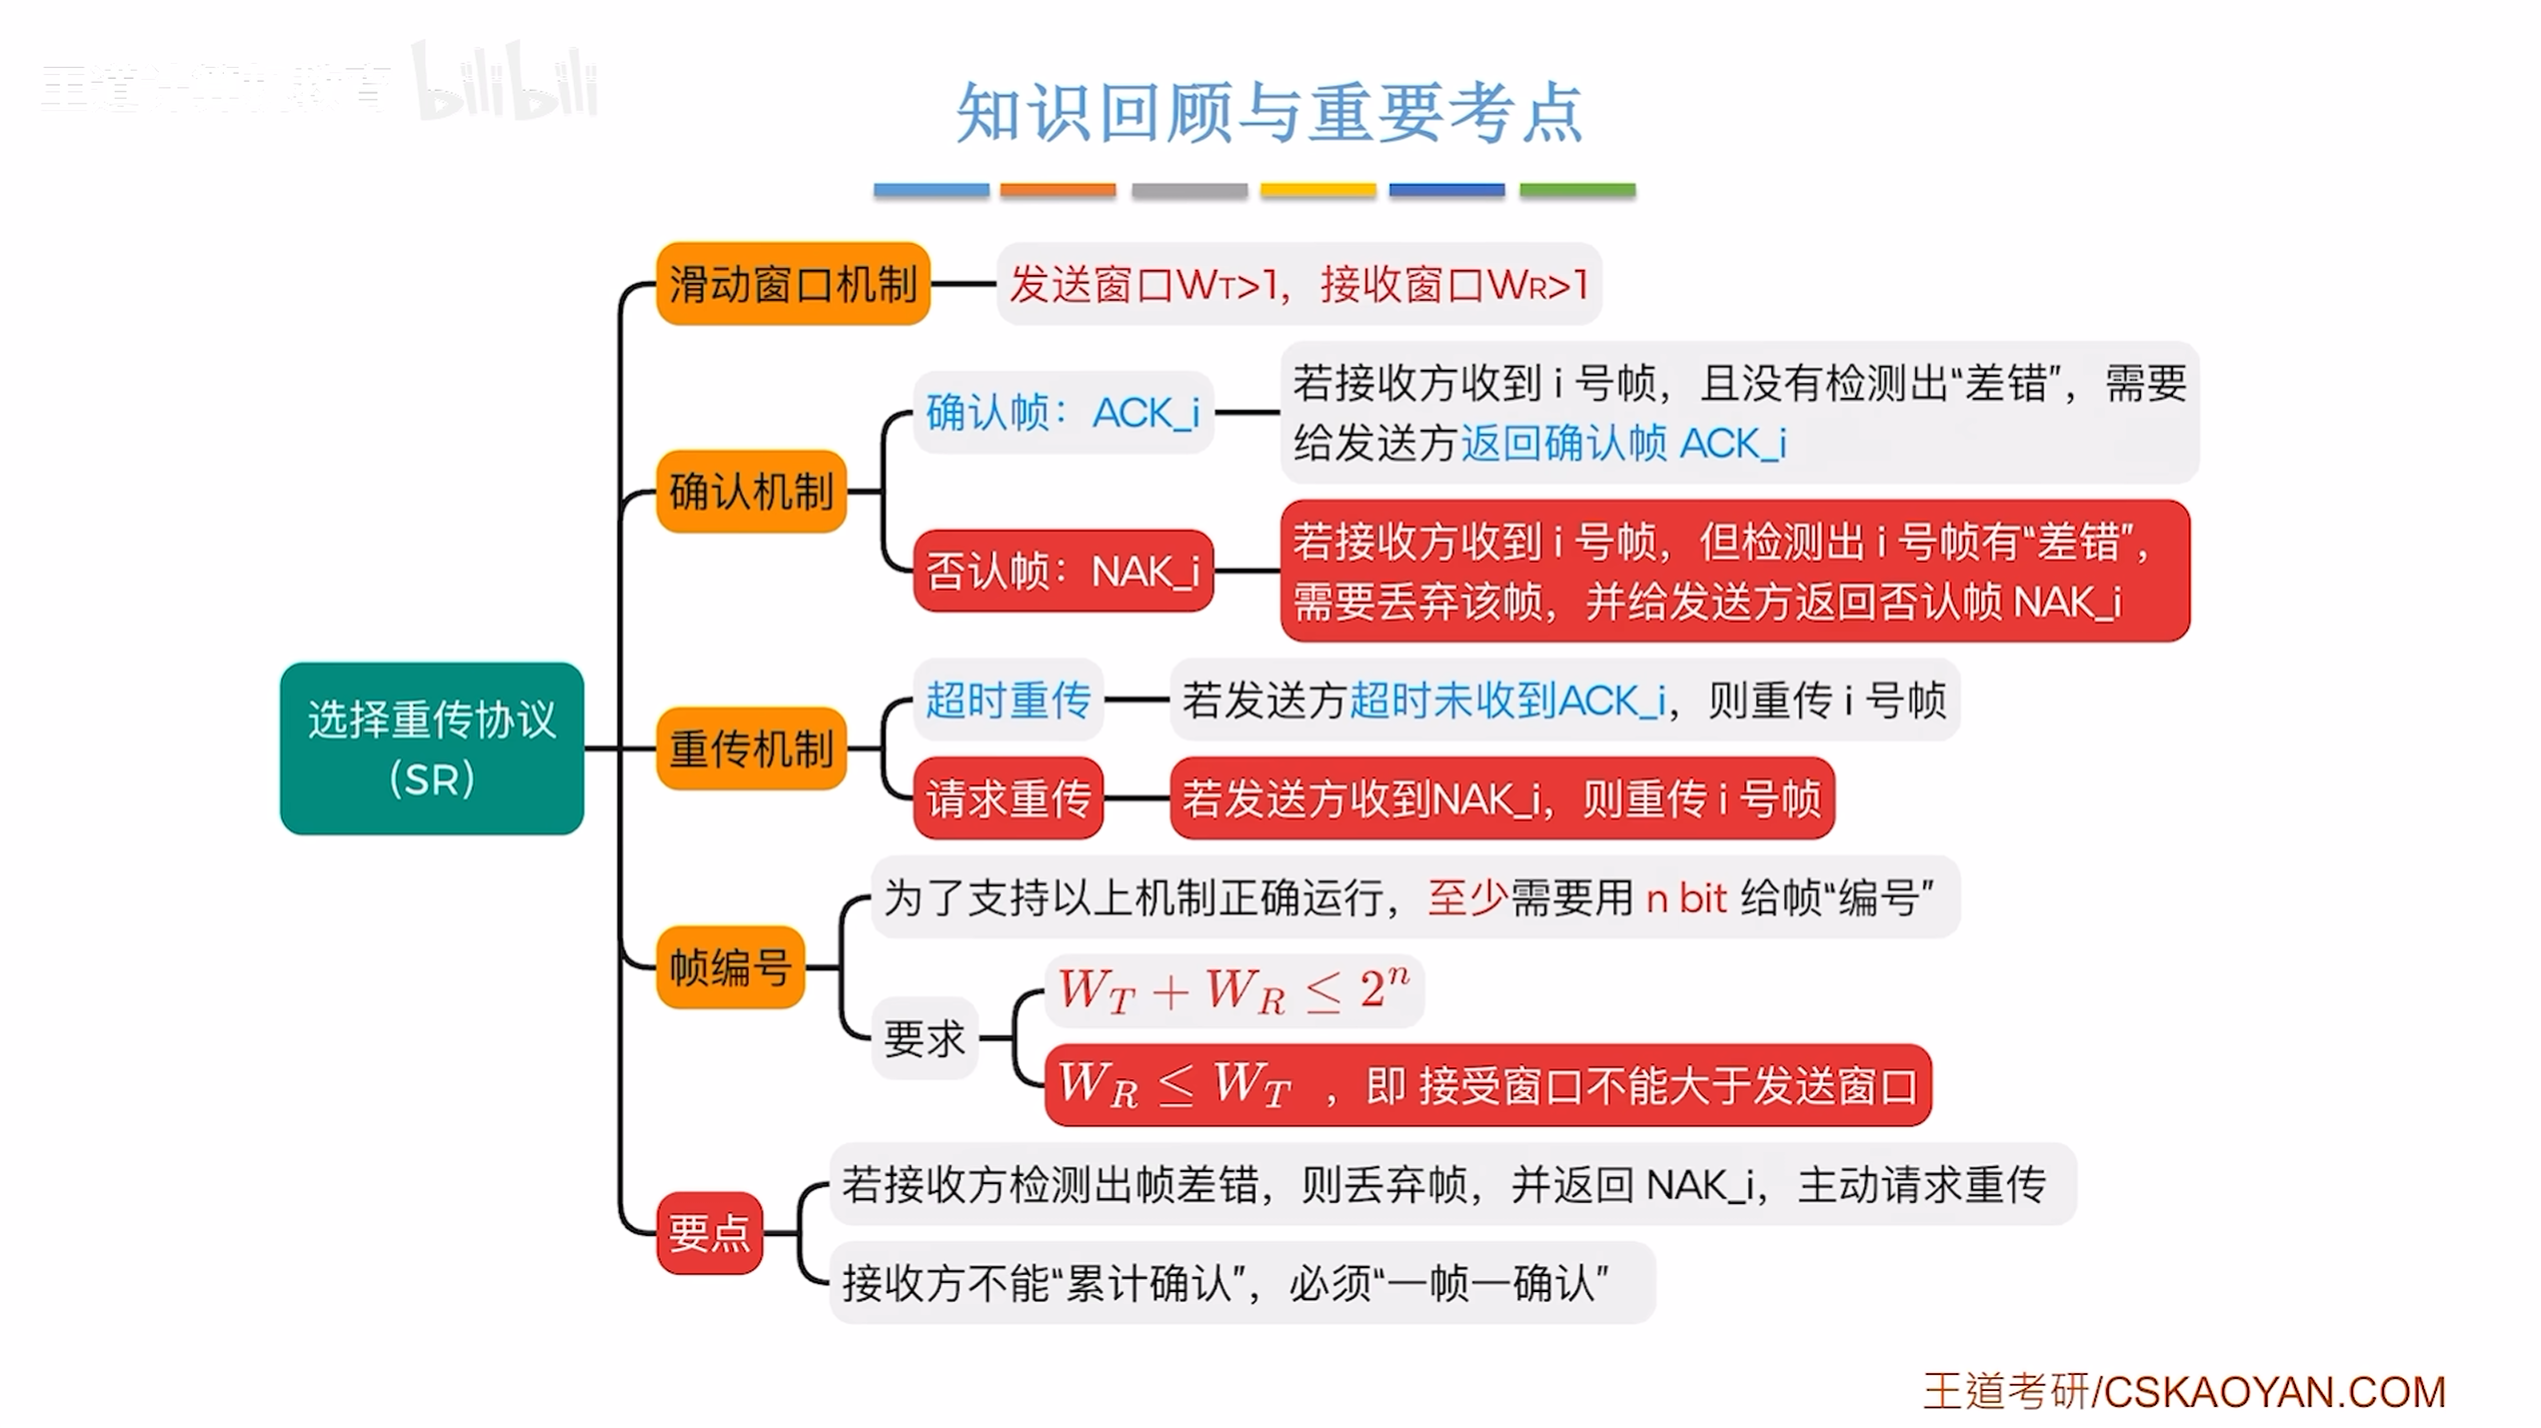 王道计算机教育 bilibili
知识回顾与重要考点
滑动窗口机制
发送窗口WT>1，接收窗口WR>1
确认机制
确认帧：ACK_i
若接收方收到 i 号帧，且没有检测出“差错”，需要
给发送方返回确认帧 ACK_i
否认帧：NAK_i
若接收方收到 i 号帧，但检测出 i 号帧有“差错”，
需要丢弃该帧，并给发送方返回否认帧 NAK_i
选择重传协议
（SR）
重传机制
超时重传
若发送方超时未收到ACK_i，则重传 i 号帧
请求重传
若发送方收到NAK_i，则重传 i 号帧
帧编号
为了支持以上机制正确运行，至少需要用 n bit 给帧“编号”
要求
W_T + W_R ≤ 2^n
W_R ≤ W_T ，即 接受窗口不能大于发送窗口
要点
若接收方检测出帧差错，则丢弃帧，并返回 NAK_i，主动请求重传
接收方不能“累计确认”，必须“一帧一确认”
王道考研/CSKAOYAN.COM